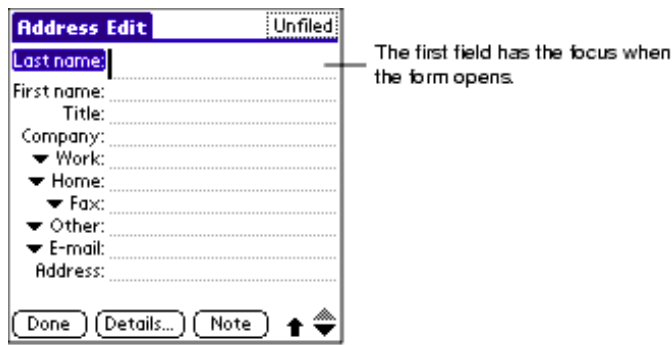 Address Edit Unfiled
Last name:
The first field has the focus when
the form opens.
First name:
Title:
Company:
Work:
Home:
Fax:
Other:
E-mail:
Address:
Done Details... Note